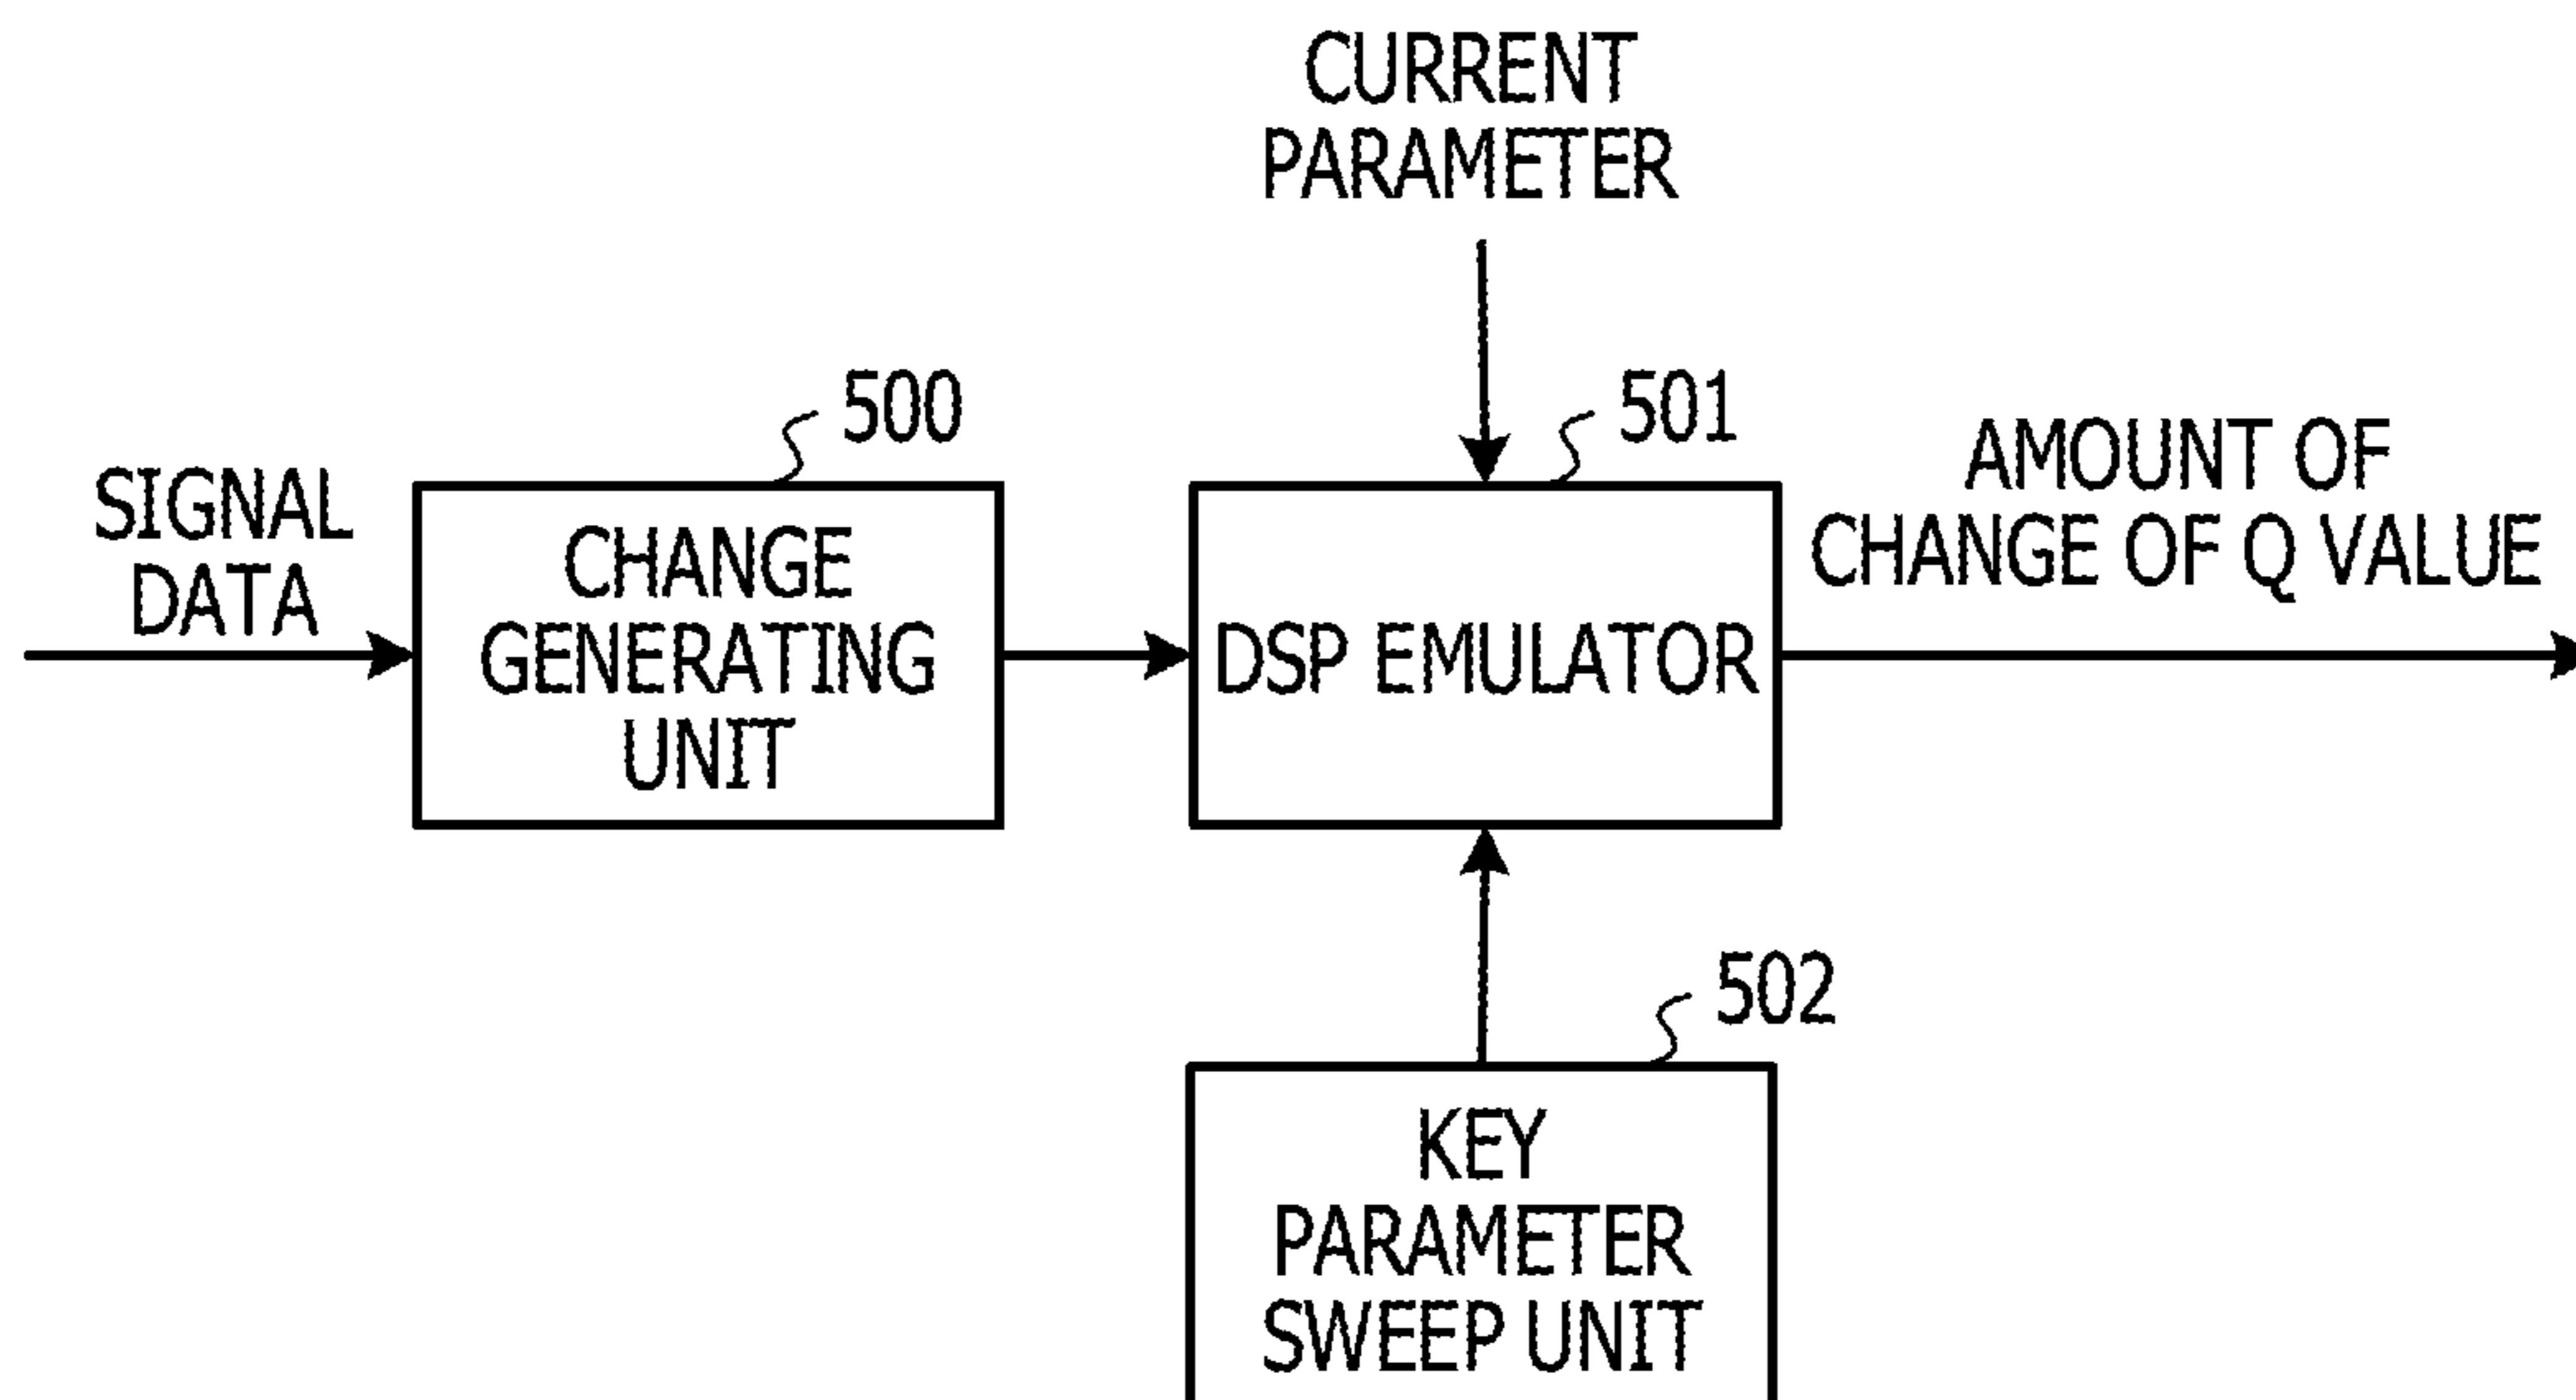 CURRENT
PARAMETER
500
501
SIGNAL
DATA
CHANGE
GENERATING
UNIT
DSP EMULATOR
AMOUNT OF
CHANGE OF Q VALUE
502
KEY
PARAMETER
SWEEP UNIT